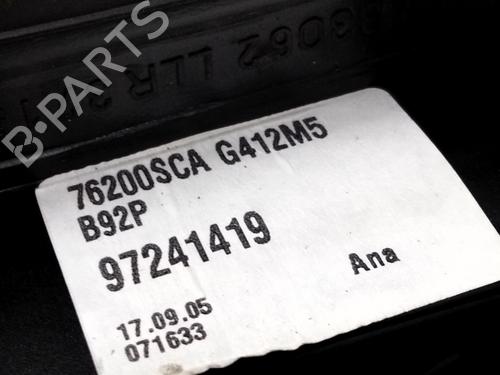 B-PARTS
76200SCA G412M5
B92P
97241419
Ana
17.09.05
071633